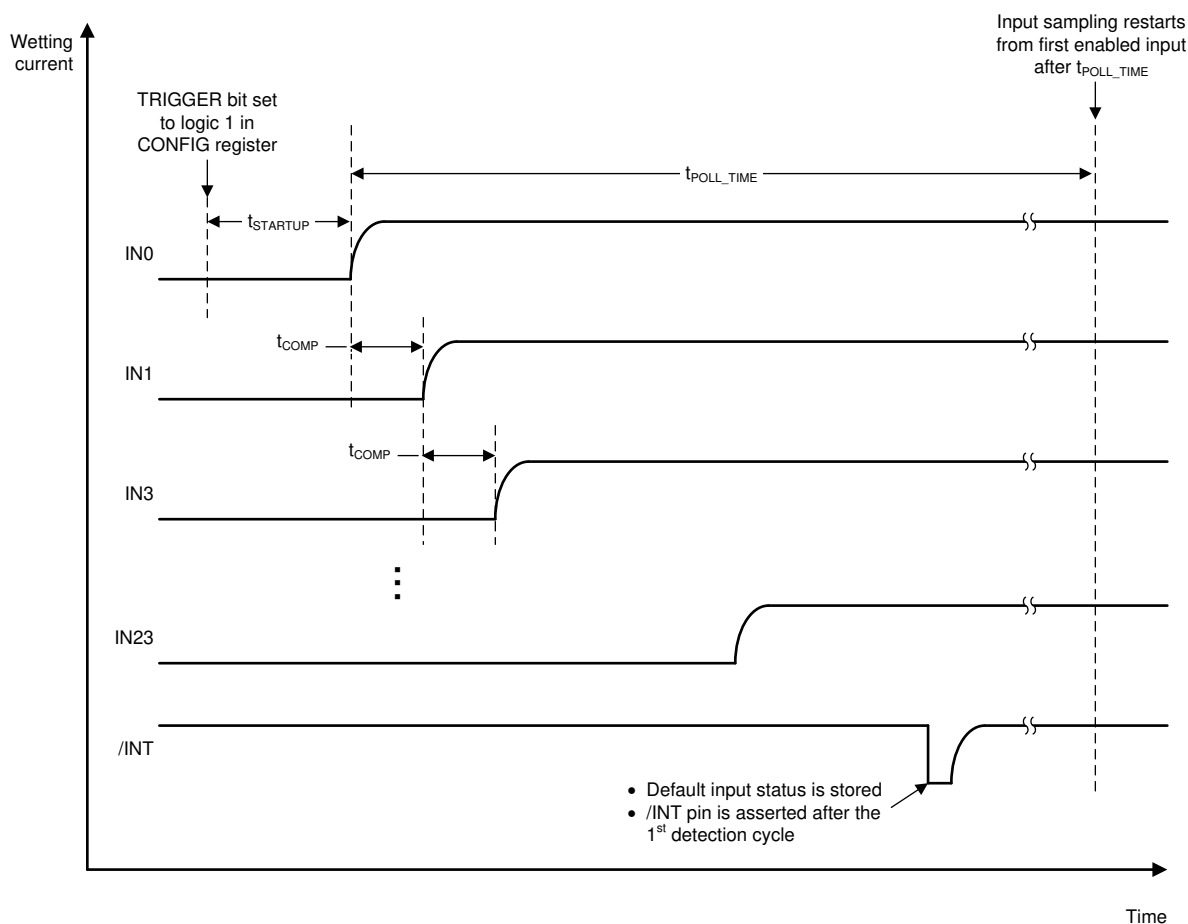 Wetting
current
Input sampling restarts
from first enabled input
after tPOLL_TIME
TRIGGER bit set
to logic 1 in
CONFIG register
tPOLL_TIME
tSTARTUP
IN0
tCOMP
IN1
tCOMP
IN3
IN23
/INT
• Default input status is stored
• /INT pin is asserted after the
1st detection cycle
Time